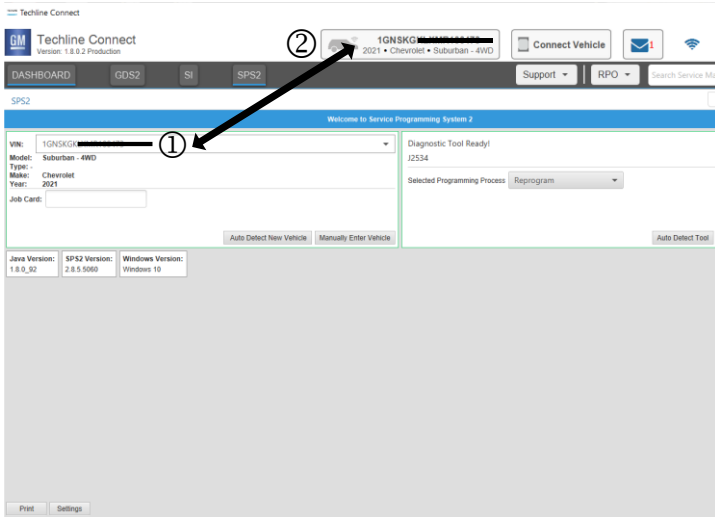 Techline Connect
GM
Techline Connect
Version: 1.8.0.2 Production
②
1GNSKG
2021 • Chevrolet • Suburban - 4WD
Connect Vehicle
1
DASHBOARD
GDS2
SI
SPS2
Support
RPO
Search Service Ma
SPS2
Welcome to Service Programming System 2
VIN:
1GNSKGK
①
Model: Suburban - 4WD
Type: -
Make: Chevrolet
Year: 2021
Job Card:
Auto Detect New Vehicle
Manually Enter Vehicle
Diagnostic Tool Ready!
J2534
Selected Programming Process
Reprogram
Auto Detect Tool
Java Version:
1.8.0_92
SPS2 Version:
2.8.5.5060
Windows Version:
Windows 10
Print
Settings